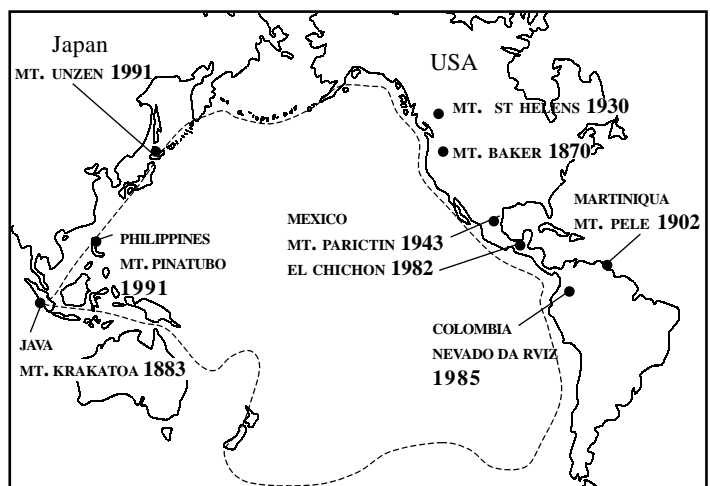 Japan
MT. UNZEN 1991
USA
MT. ST HELENS 1930
MT. BAKER 1870
MARTINIQUA
MT. PELE 1902
MEXICO
MT. PARICTIN 1943
EL CHICHON 1982
PHILIPPINES
MT. PINATUBO
1991
JAVA
MT. KRAKATOA 1883
COLOMBIA
NEVADO DA RVIZ
1985